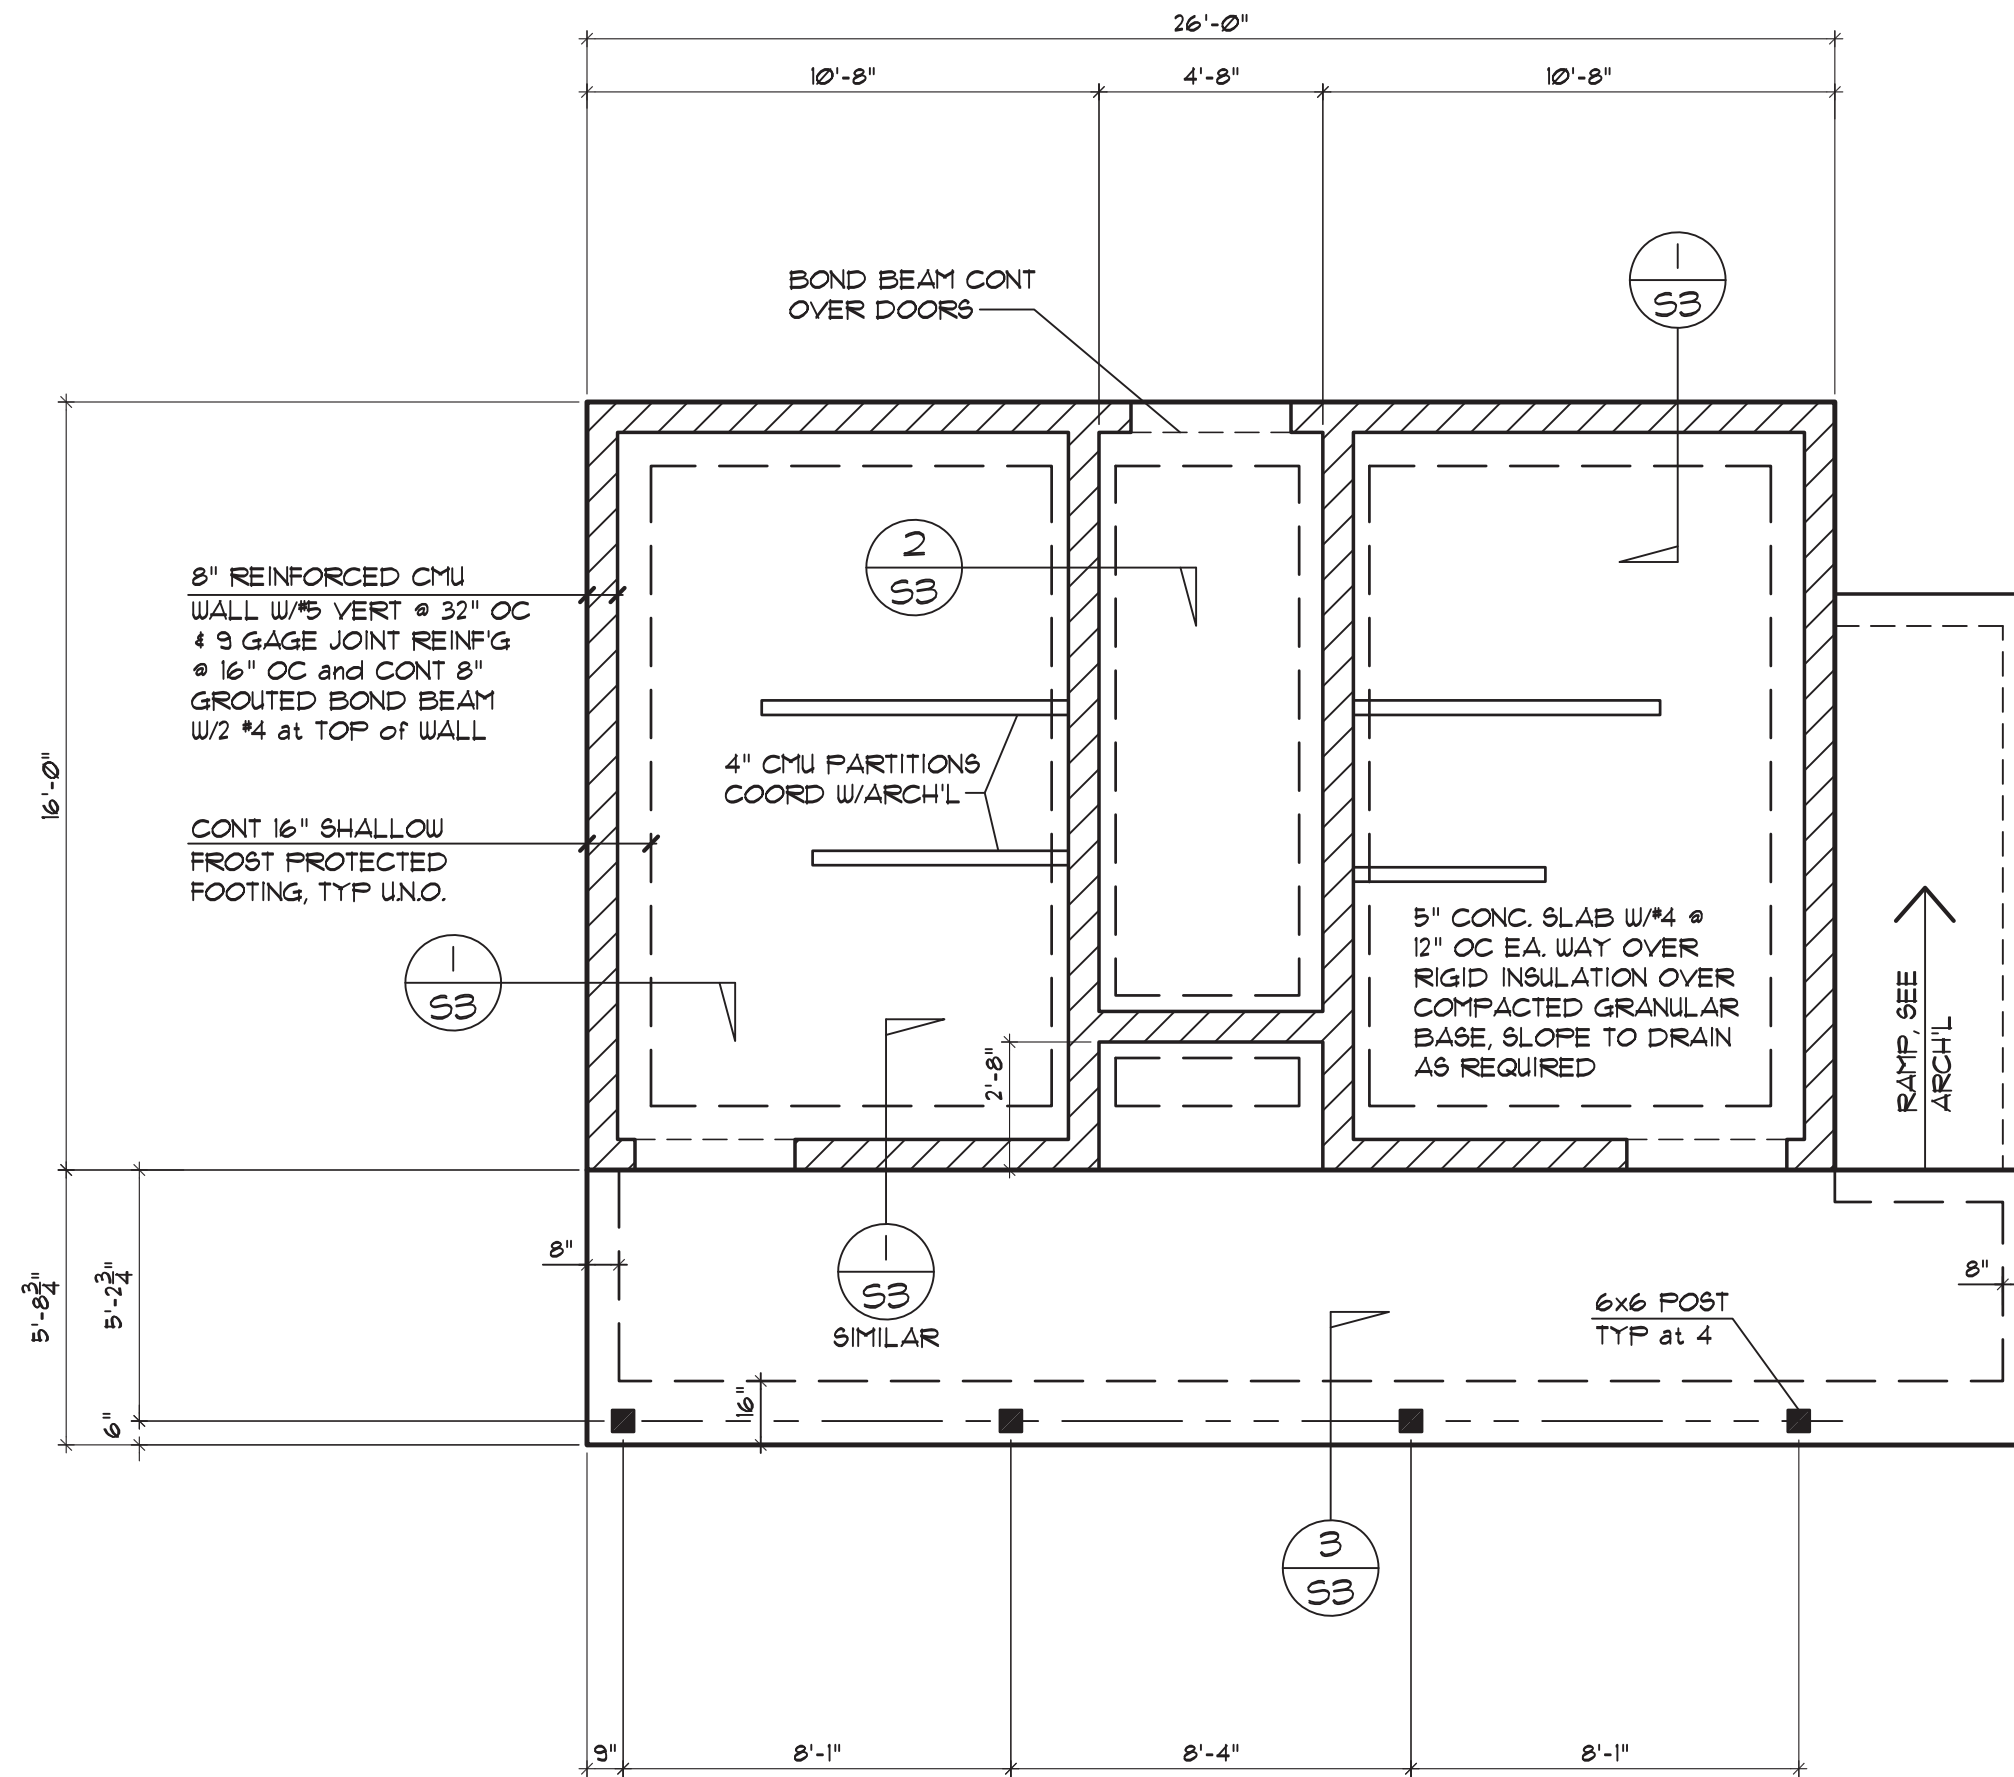 26'-0"
10'-8"
4'-8"
10'-8"
1
S3
BOND BEAM CONT
OVER DOORS
2
S3
8" REINFORCED CMU
WALL W/#5 VERT @ 32" OC
& 9 GAGE JOINT REINF'G
@ 16" OC and CONT 8"
GROUTED BOND BEAM
W/2 #4 at TOP of WALL
16'-0"
4" CMU PARTITIONS
COORD W/ARCH'L
CONT 16" SHALLOW
FROST PROTECTED
FOOTING, TYP U.N.O.
1
S3
5" CONC. SLAB W/#4 @
12" OC EA. WAY OVER
RIGID INSULATION OVER
COMPACTED GRANULAR
BASE, SLOPE TO DRAIN
AS REQUIRED
RAMP, SEE
ARCH'L
2'-8"
8"
1
S3
SIMILAR
8"
5'-8 3/4"
5'-2 3/4"
6x6 POST
TYP at 4
16"
6"
3
S3
9"
8'-1"
8'-4"
8'-1"